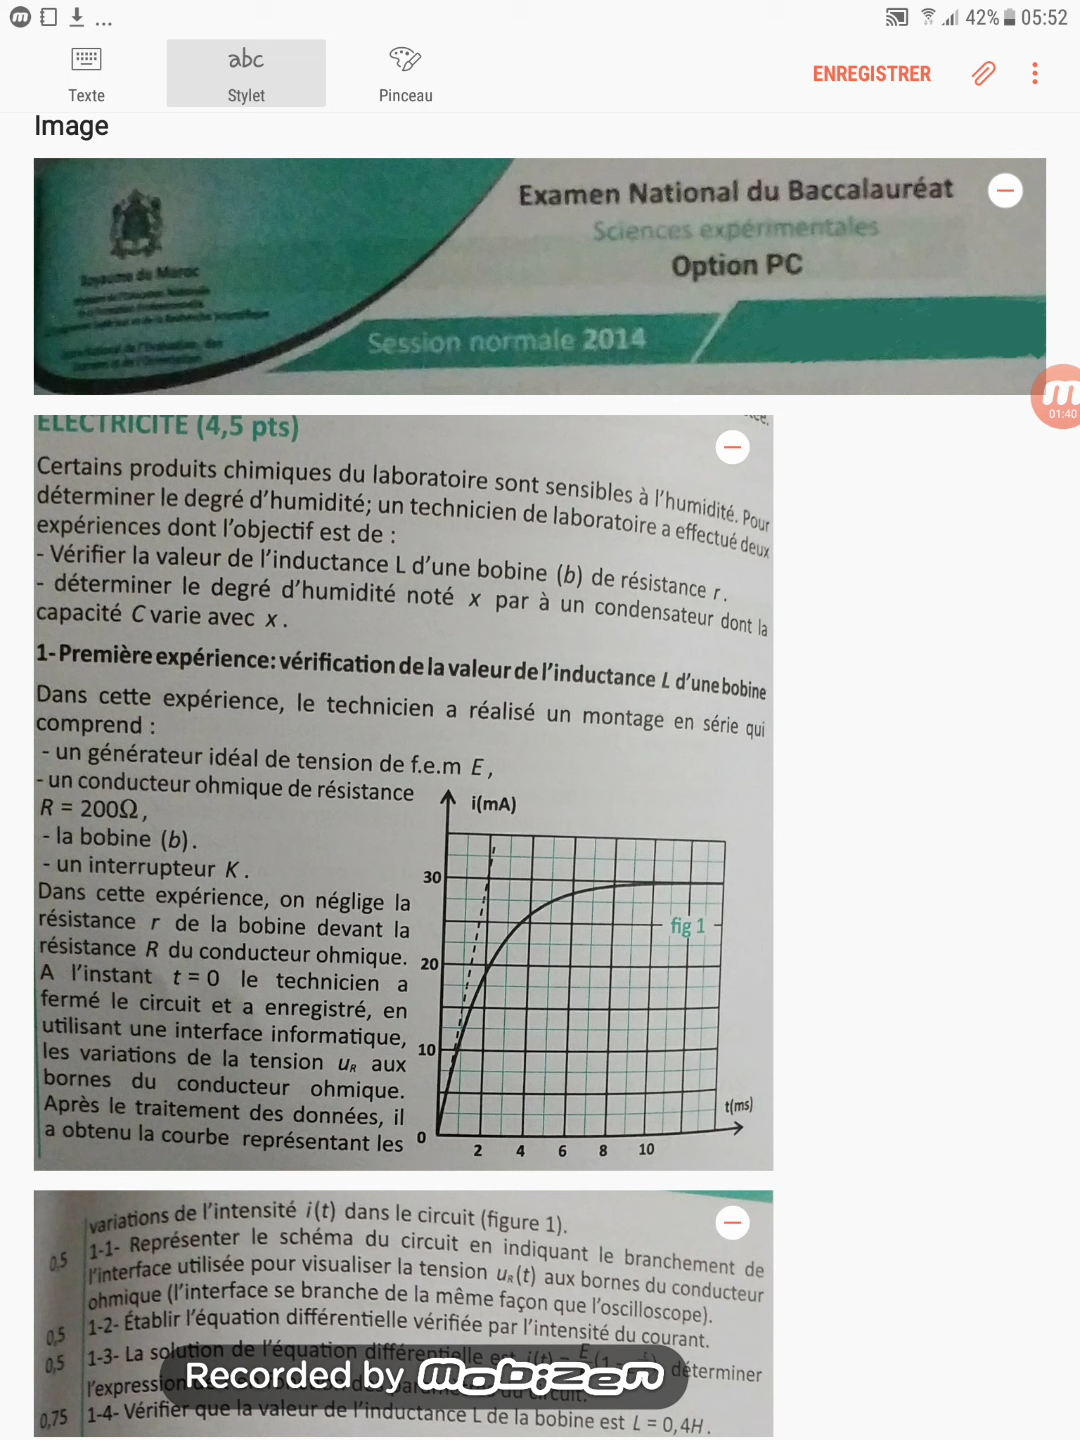 ... 42% 05:52
Texte
abc
Stylet
Pinceau
ENREGISTRER
Image
Royaume du Maroc
Examen National du Baccalauréat
Sciences expérimentales
Option PC
Session normale 2014
m
01:40
ELECTRICITE (4,5 pts)
Certains produits chimiques du laboratoire sont sensibles à l'humidité. Pour
déterminer le degré d'humidité; un technicien de laboratoire a effectué deux
expériences dont l'objectif est de :
- Vérifier la valeur de l'inductance L d'une bobine (b) de résistance r.
- déterminer le degré d'humidité noté x par à un condensateur dont la
capacité C varie avec x.
1- Première expérience: vérification de la valeur de l'inductance L d'une bobine
Dans cette expérience, le technicien a réalisé un montage en série qui
comprend :
- un générateur idéal de tension de f.e.m E,
- un conducteur ohmique de résistance
R = 200Ω,
- la bobine (b).
- un interrupteur K.
Dans cette expérience, on néglige la
résistance r de la bobine devant la
résistance R du conducteur ohmique.
A l'instant t = 0 le technicien a
fermé le circuit et a enregistré, en
utilisant une interface informatique,
les variations de la tension uR aux
bornes du conducteur ohmique.
Après le traitement des données, il
a obtenu la courbe représentant les
i(mA)
30
fig 1
20
10
t(ms)
0
2 4 6 8 10
variations de l'intensité i(t) dans le circuit (figure 1).
0,5 1-1- Représenter le schéma du circuit en indiquant le branchement de
l'interface utilisée pour visualiser la tension uR(t) aux bornes du conducteur
ohmique (l'interface se branche de la même façon que l'oscilloscope).
0,5 1-2- Établir l'équation différentielle vérifiée par l'intensité du courant.
0,5 1-3- La solution de l'équation différentielle est i(t) = déterminer
l'expression du circuit.
Recorded by mobizen
0,75 1-4- Vérifier que la valeur de l'inductance L de la bobine est L = 0,4H.